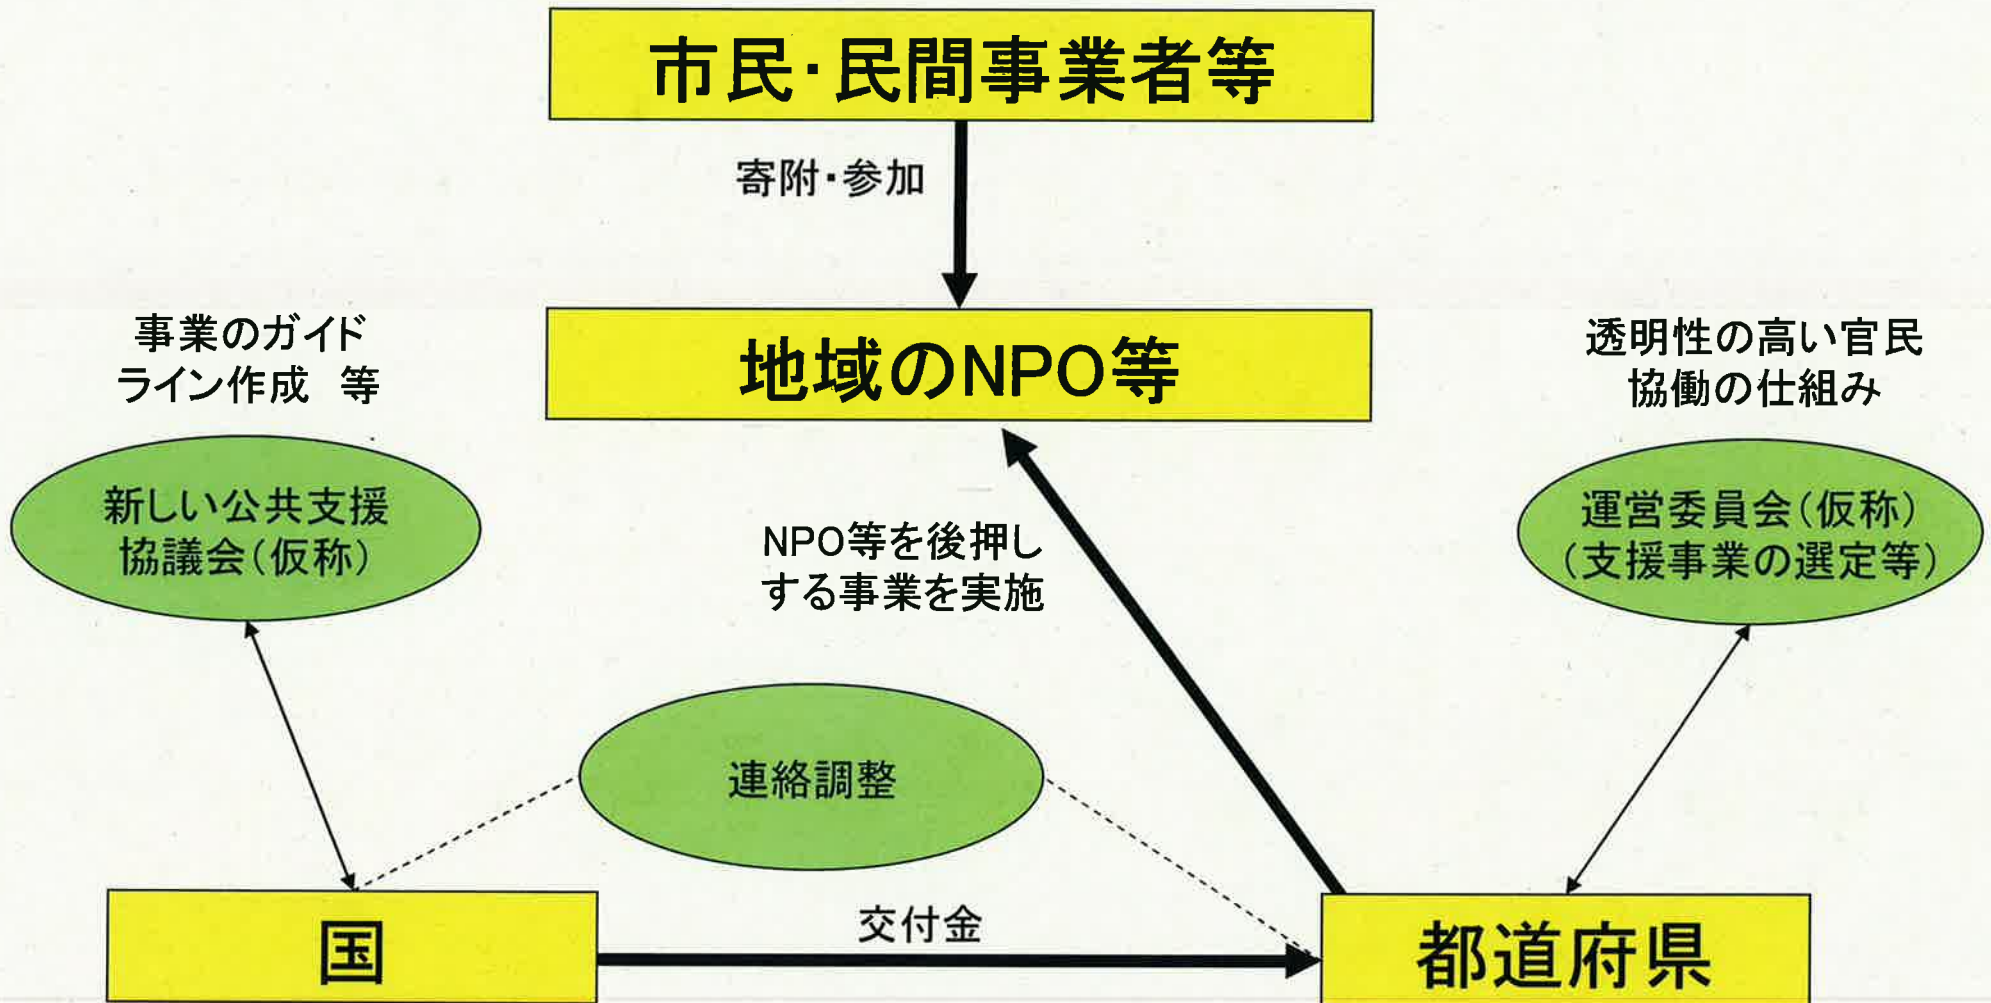 市民・民間事業者等
寄附・参加
地域のNPO等
事業のガイド
ライン作成　等
透明性の高い官民
協働の仕組み
新しい公共支援
協議会(仮称)
NPO等を後押し
する事業を実施
運営委員会(仮称)
(支援事業の選定等)
連絡調整
国
交付金
都道府県